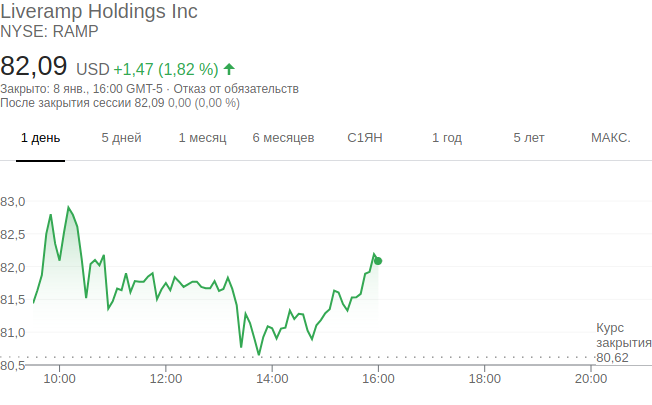 Liveramp Holdings Inc
NYSE: RAMP
82,09 USD +1,47 (1,82 %)
Закрыто: 8 янв., 16:00 GMT-5 · Отказ от обязательств
После закрытия сессии 82,09 0,00 (0,00 %)
1 день 5 дней 1 месяц 6 месяцев С1ЯН 1 год 5 лет МАКС.
83,0
82,5
82,0
81,5
81,0
80,5
Курс
закрытия
80,62
10:00 12:00 14:00 16:00 18:00 20:00